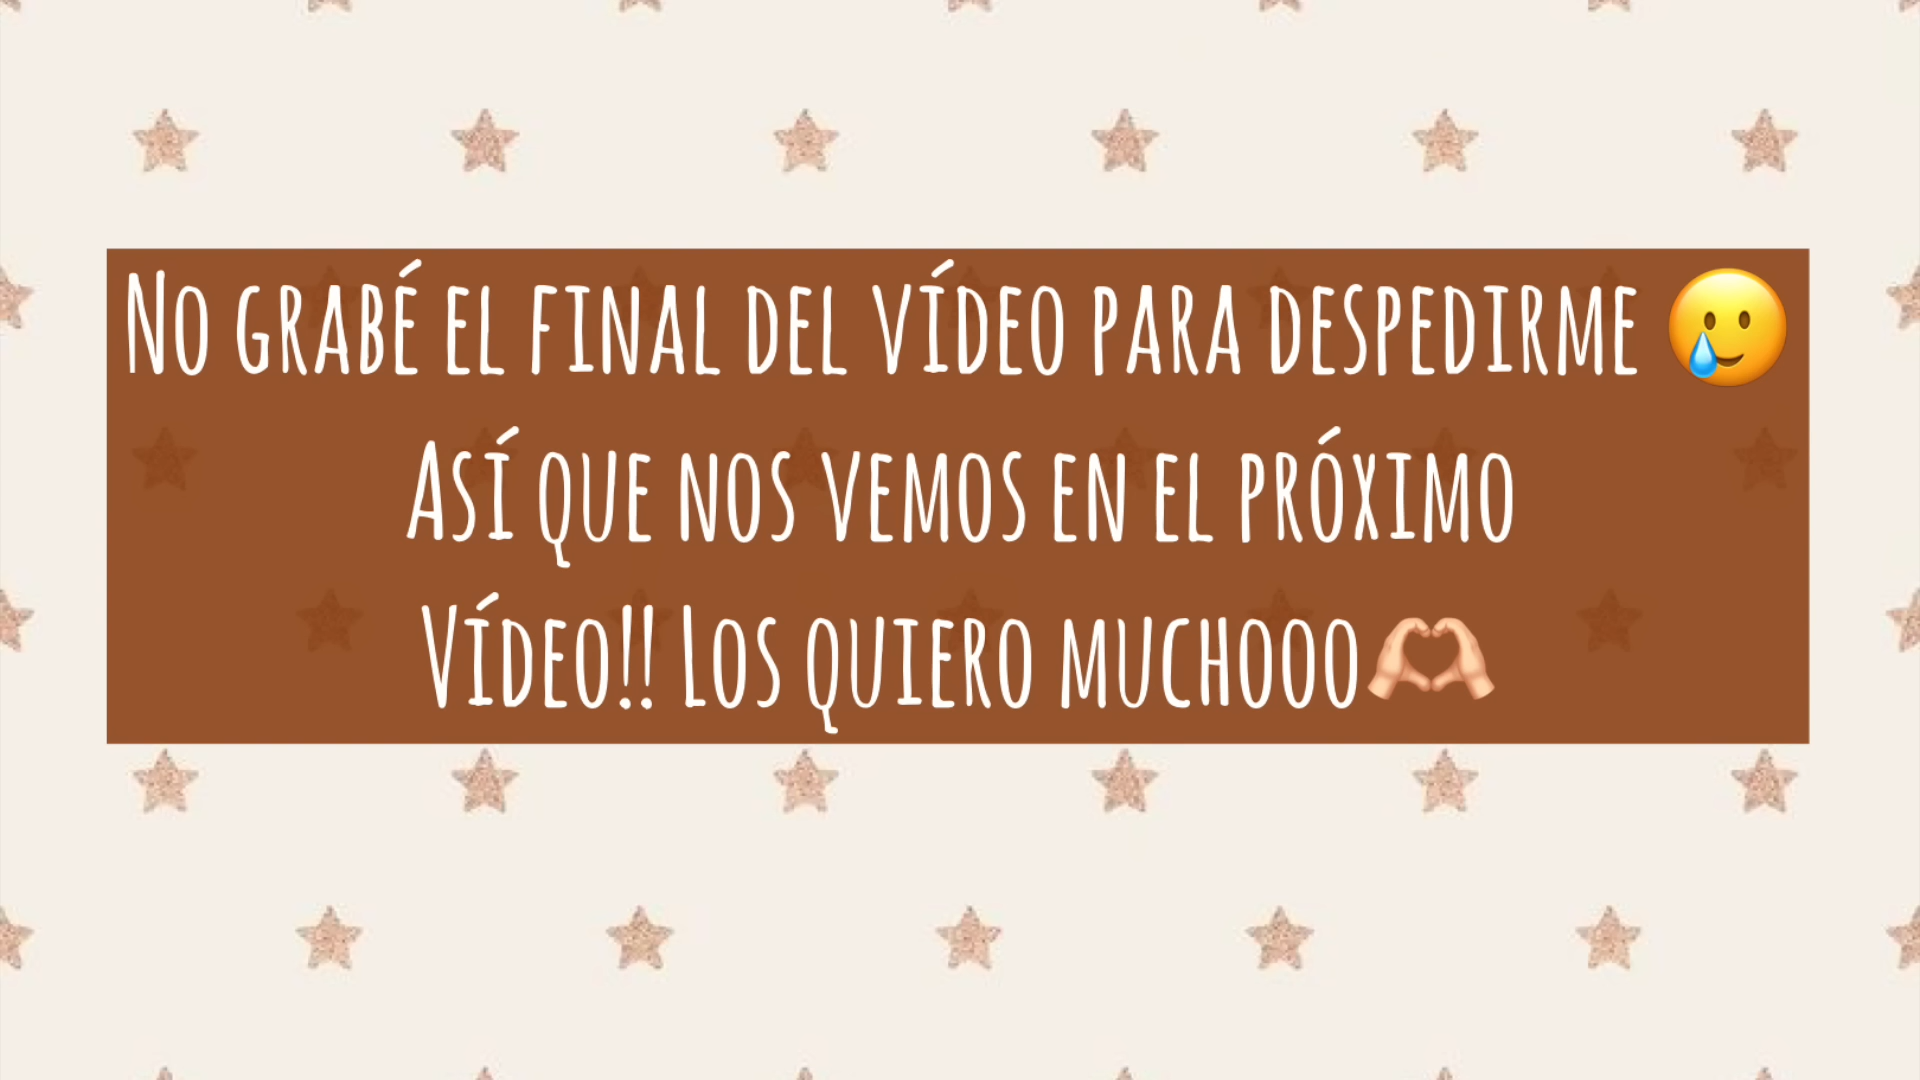 No grabé el final del vídeo para despedirme 🥲
Así que nos vemos en el próximo
Vídeo!! Los quiero muchooo🫶🏻